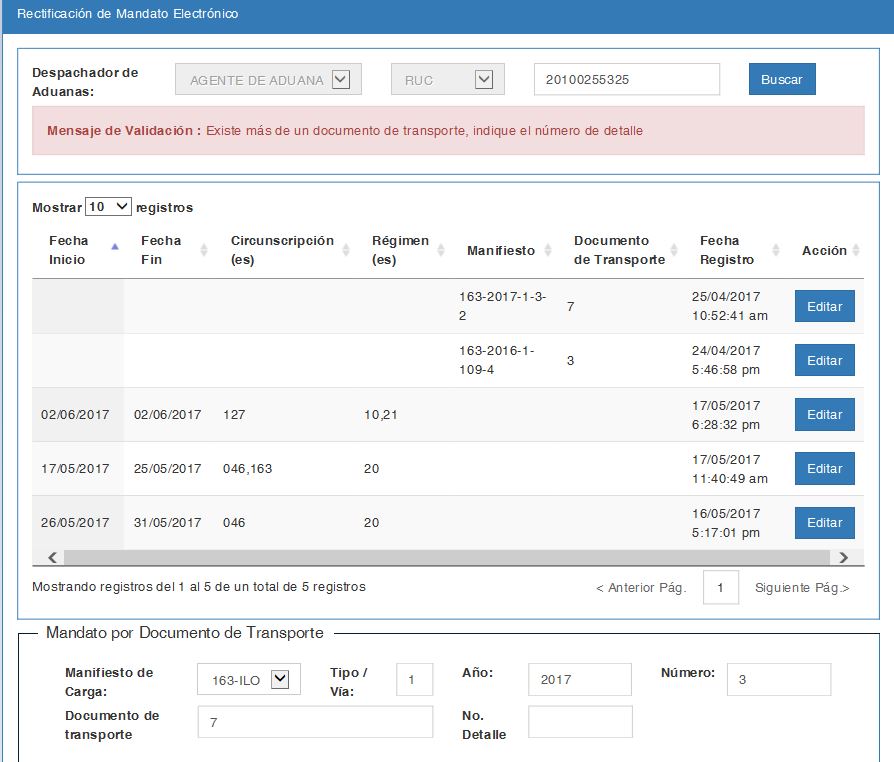 Rectificación de Mandato Electrónico
Despachador de Aduanas: AGENTE DE ADUANA RUC 20100255325 Buscar
Mensaje de Validación : Existe más de un documento de transporte, indique el número de detalle
Mostrar 10 registros
Fecha Inicio Fecha Fin Circunscripción (es) Régimen (es) Manifiesto Documento de Transporte Fecha Registro Acción
163-2017-1-3-2 7 25/04/2017 10:52:41 am Editar
163-2016-1-109-4 3 24/04/2017 5:46:58 pm Editar
02/06/2017 02/06/2017 127 10,21 17/05/2017 6:28:32 pm Editar
17/05/2017 25/05/2017 046,163 20 17/05/2017 11:40:49 am Editar
26/05/2017 31/05/2017 046 20 16/05/2017 5:17:01 pm Editar
Mostrando registros del 1 al 5 de un total de 5 registros < Anterior Pág. 1 Siguiente Pág.>
Mandato por Documento de Transporte
Manifiesto de Carga: 163-ILO Tipo / Vía: 1 Año: 2017 Número: 3
Documento de transporte 7 No. Detalle